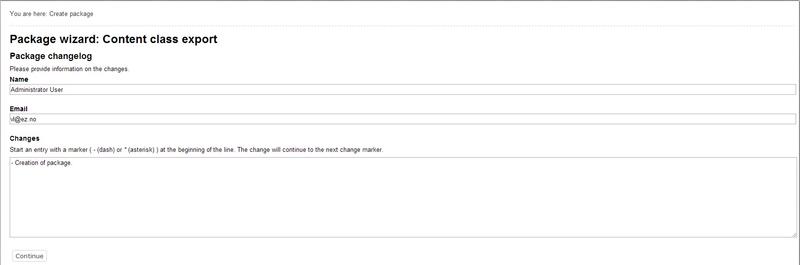 You are here: Create package
Package wizard: Content class export
Package changelog
Please provide information on the changes.
Name
Administrator User
Email
vl@ez.no
Changes
Start an entry with a marker ( - (dash) or * (asterisk) ) at the beginning of the line. The change will continue to the next change marker.
- Creation of package.
Continue